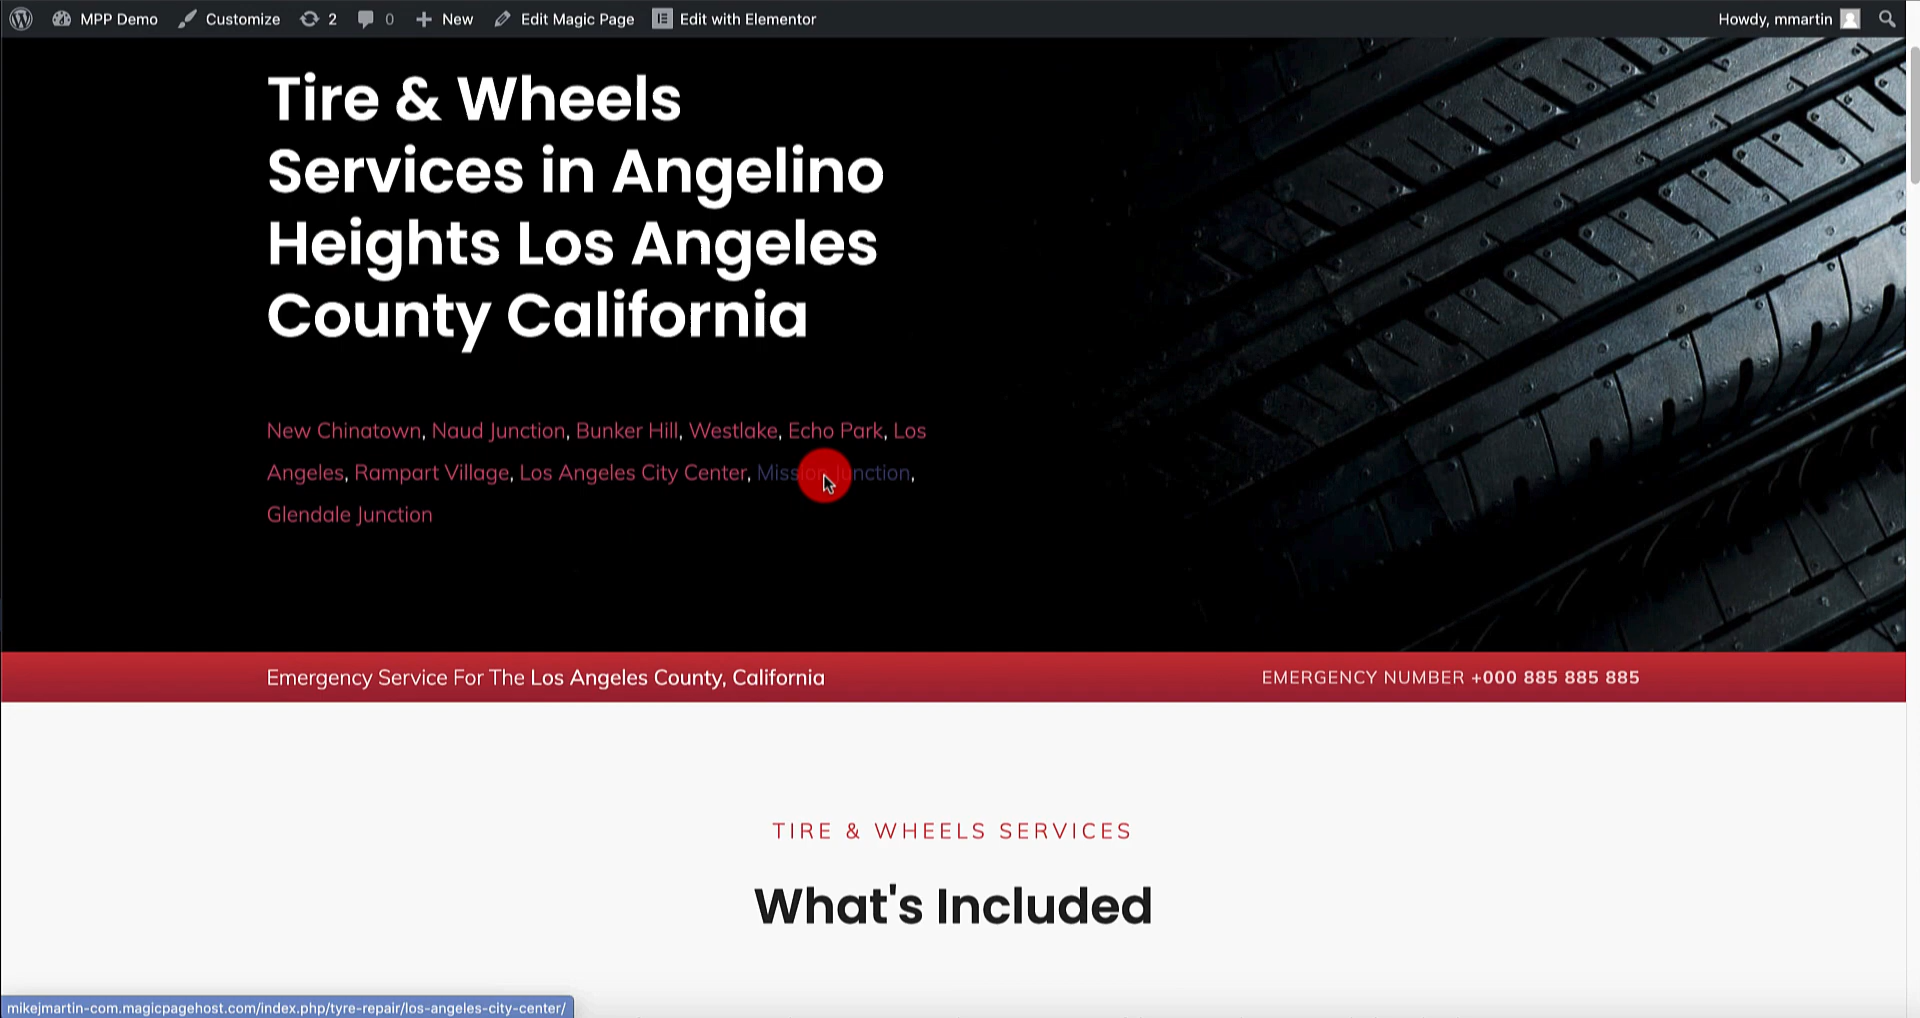 MPP Demo Customize 2 0 New Edit Magic Page Edit with Elementor Howdy, mmartin
Tire & Wheels
Services in Angelino
Heights Los Angeles
County California
New Chinatown, Naud Junction, Bunker Hill, Westlake, Echo Park, Los
Angeles, Rampart Village, Los Angeles City Center, Mission Junction,
Glendale Junction
Emergency Service For The Los Angeles County, California
EMERGENCY NUMBER +000 885 885 885
TIRE & WHEELS SERVICES
What's Included
mikejmartin-com.magicpagehost.com/index.php/tyre-repair/los-angeles-city-center/